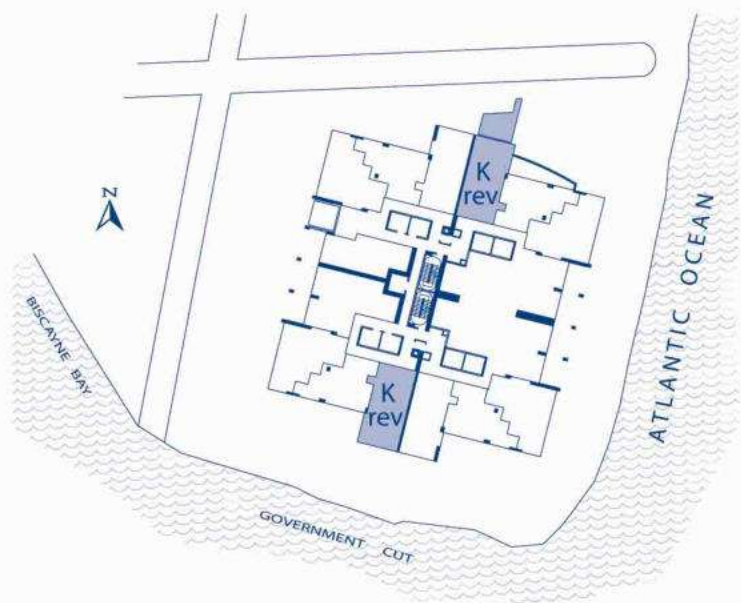 K
rev
N
ATLANTIC OCEAN
BISCAYNE BAY
K
rev
GOVERNMENT CUT